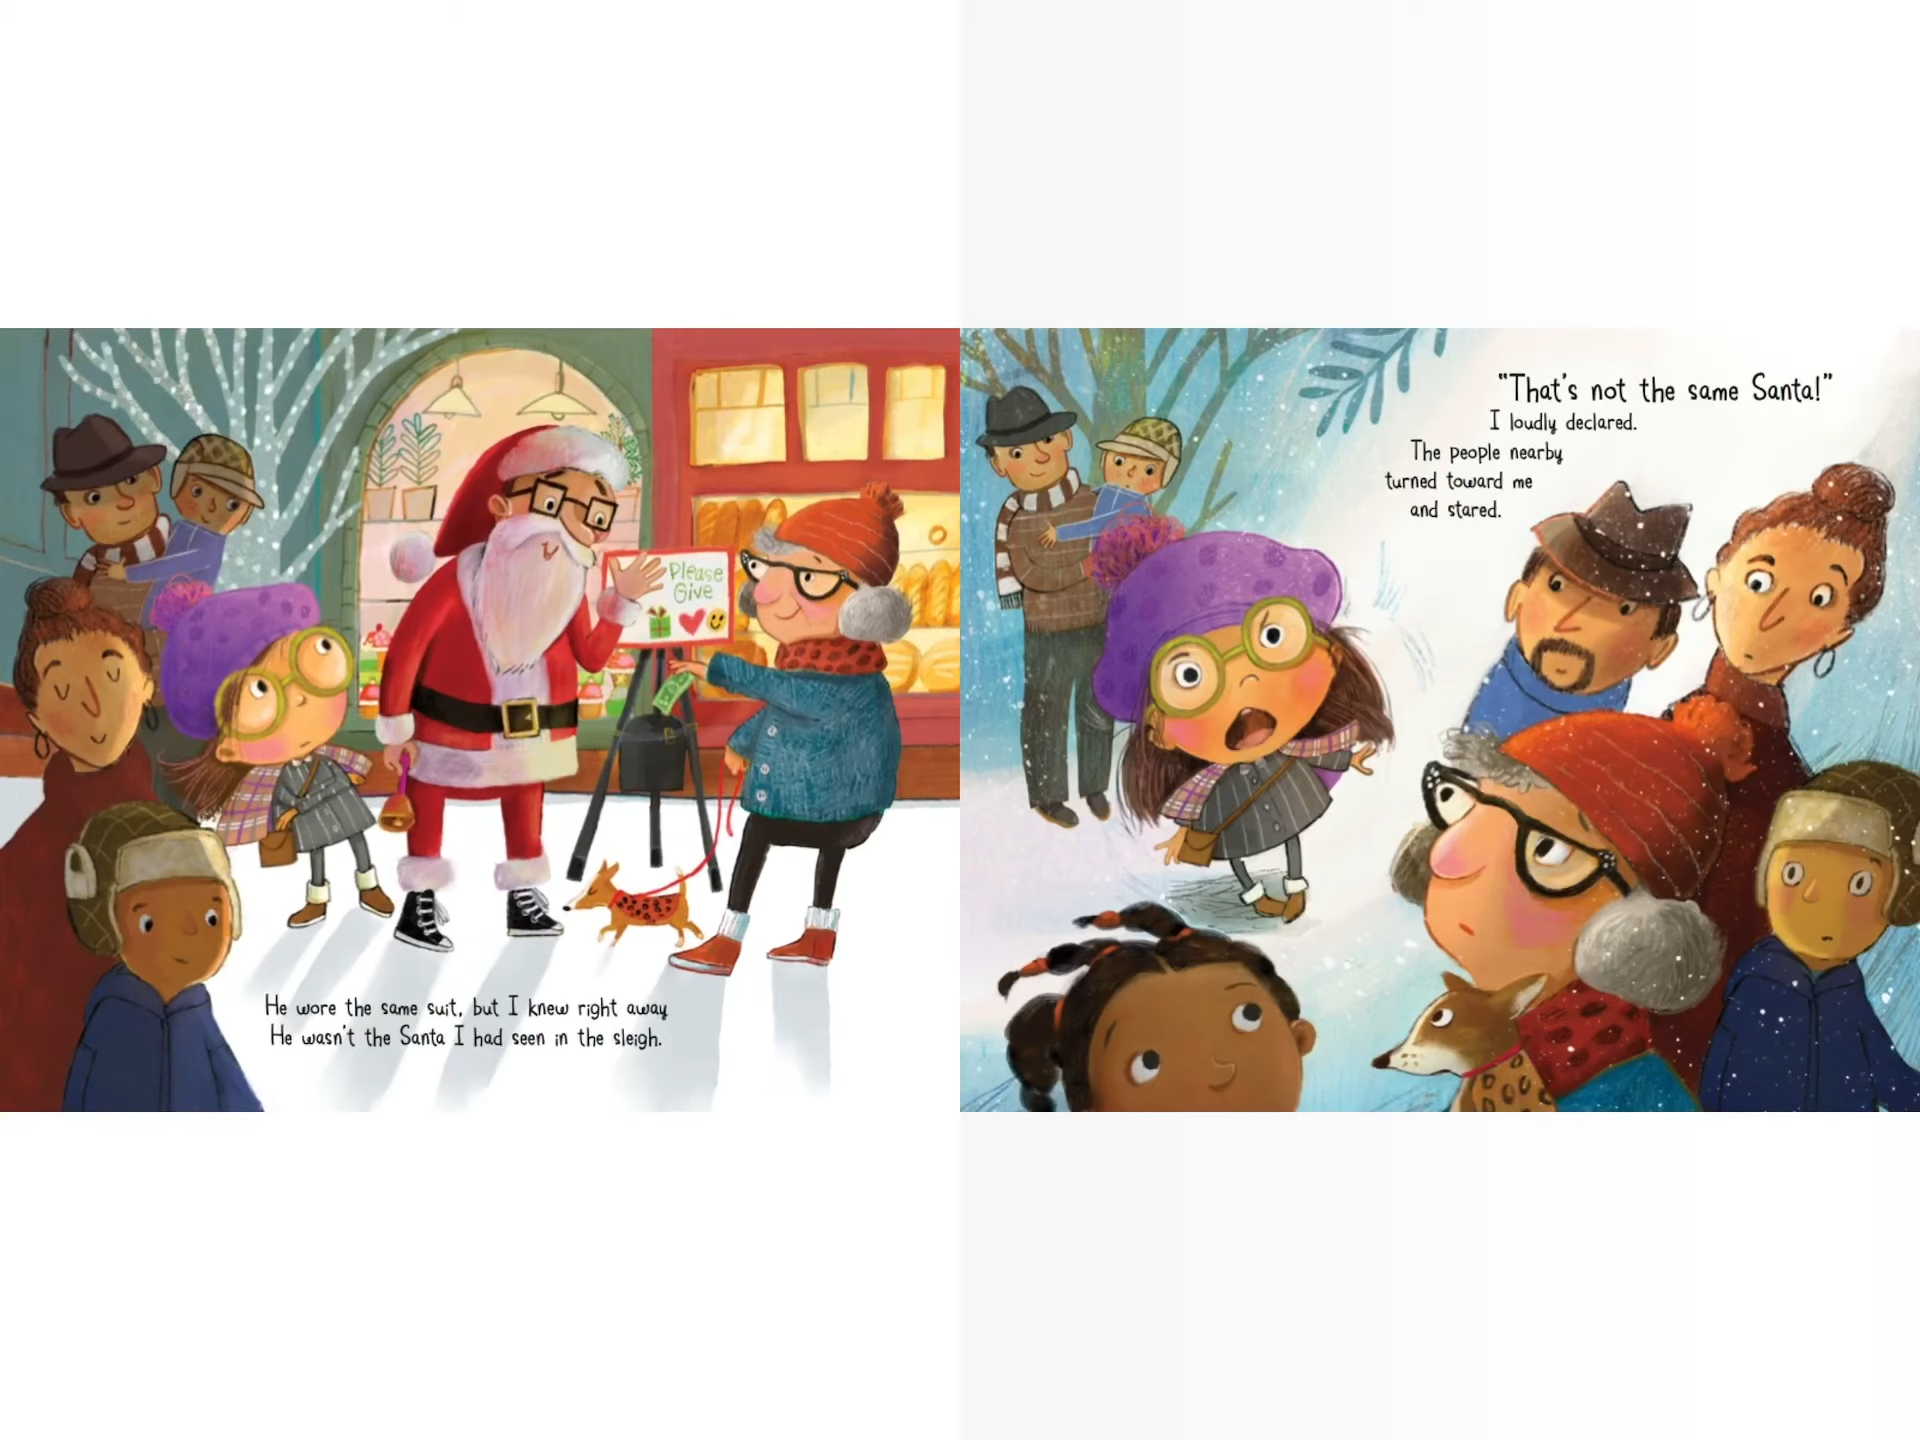 Please
Give
He wore the same suit, but I knew right away
He wasn't the Santa I had seen in the sleigh.
"That's not the same Santa!"
I loudly declared.
The people nearby
turned toward me
and stared.